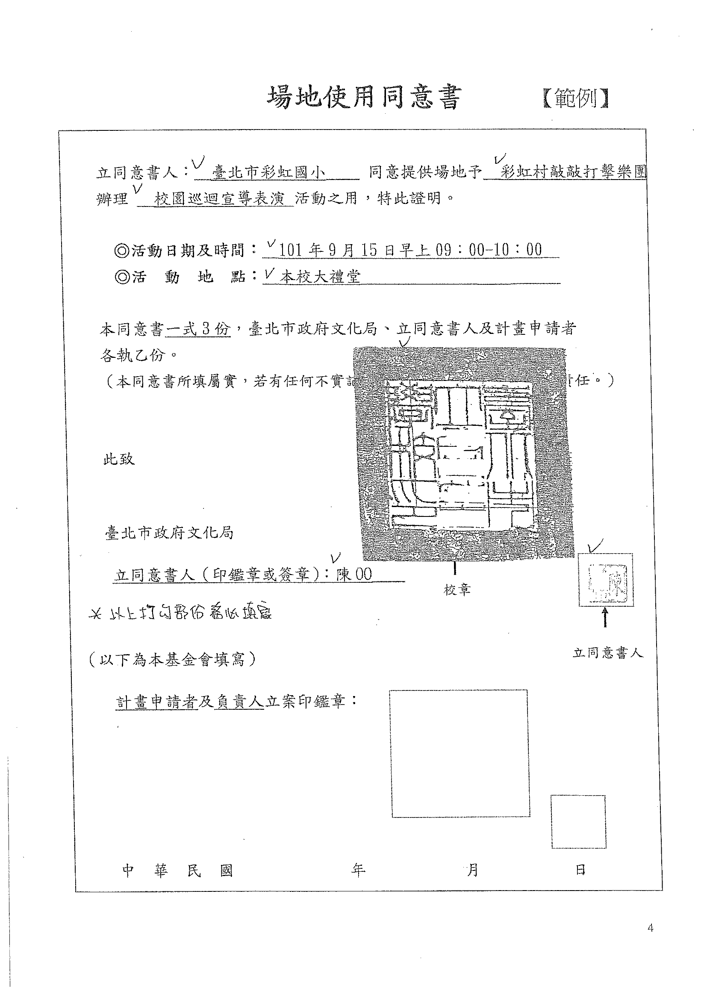 場地使用同意書 【範例】
立同意書人：✓ 臺北市彩虹國小 同意提供場地予 ✓ 彩虹村敲敲打擊樂團
辦理 ✓ 校園巡迴宣導表演 活動之用，特此證明。
◎活動日期及時間：✓ 101 年 9 月 15 日早上 09：00-10：00
◎活 動 地 點：✓ 本校大禮堂
本同意書一式 3 份，臺北市政府文化局、立同意書人及計畫申請者
各執乙份。
（本同意書所填屬實，若有任何不實 責任。）
此致
臺北市政府文化局
立同意書人（印鑑章或簽章）：✓ 陳 OO
校章
陳
＊以上打勾部份務必填寫
（以下為本基金會填寫）
立同意書人
計畫申請者及負責人立案印鑑章：
中 華 民 國 年 月 日
4